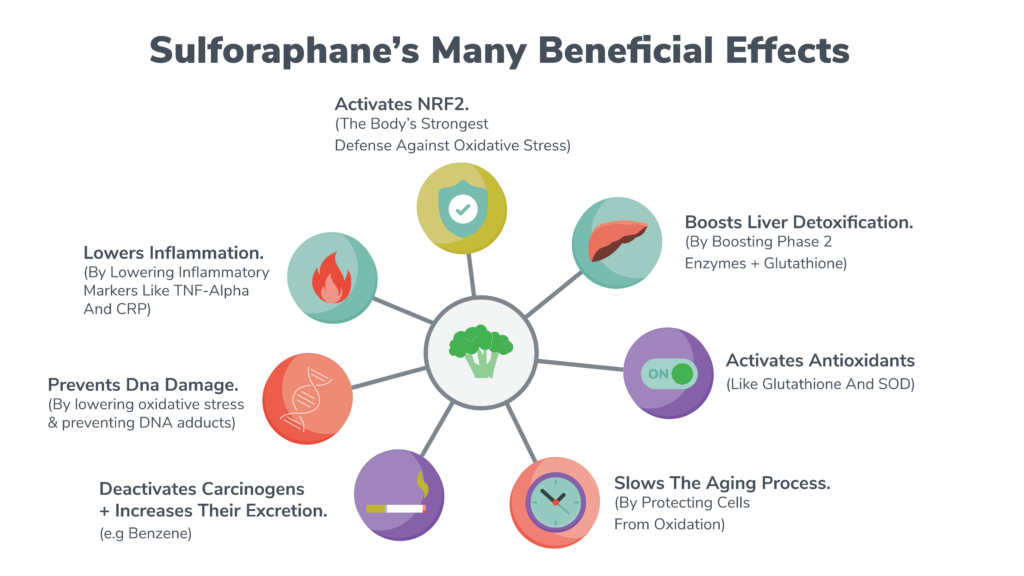 Sulforaphane's Many Beneficial Effects
Activates NRF2.
(The Body's Strongest
Defense Against Oxidative Stress)
Boosts Liver Detoxification.
(By Boosting Phase 2
Enzymes + Glutathione)
Lowers Inflammation.
(By Lowering Inflammatory
Markers Like TNF-Alpha
And CRP)
Activates Antioxidants
(Like Glutathione And SOD)
ON
Prevents Dna Damage.
(By lowering oxidative stress
& preventing DNA adducts)
Slows The Aging Process.
(By Protecting Cells
From Oxidation)
Deactivates Carcinogens
+ Increases Their Excretion.
(e.g Benzene)